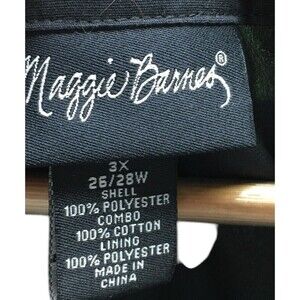 Maggie Barnes®
3X
26/28W
SHELL
100% POLYESTER
COMBO
100% COTTON
LINING
100% POLYESTER
MADE IN
CHINA